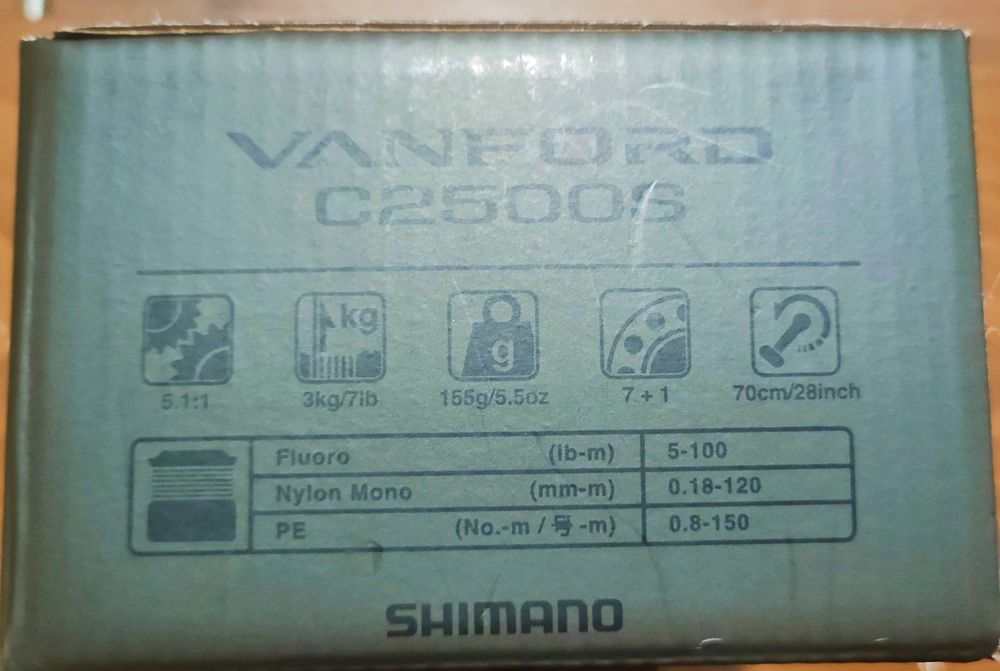 VANFORD
C2500S
kg
g
5.1:1 3kg/7lb 155g/5.5oz 7 + 1 70cm/28inch
Fluoro (lb-m) 5-100
Nylon Mono (mm-m) 0.18-120
PE (No.-m / 号 -m) 0.8-150
SHIMANO